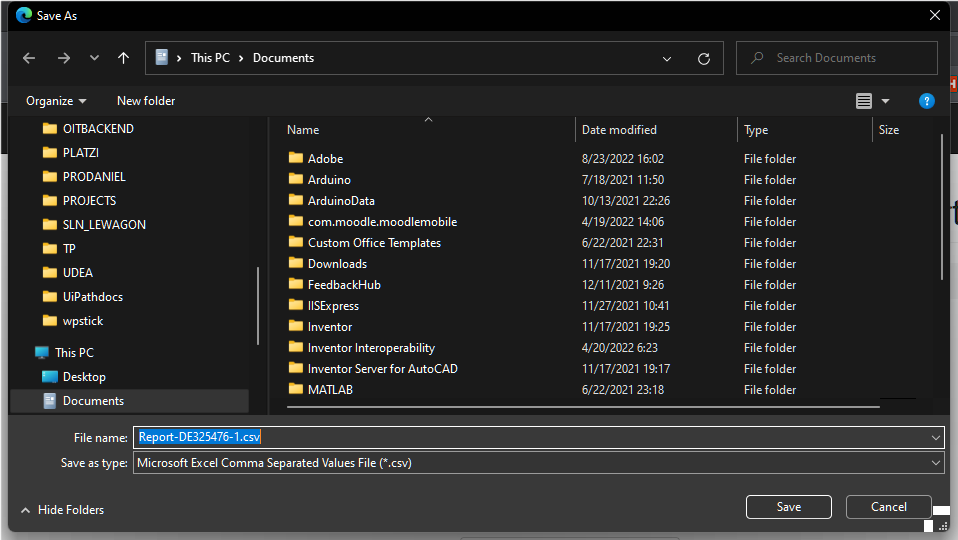 Save As
This PC > Documents
Search Documents
Organize
New folder
?
OITBACKEND
PLATZI
PRODANIEL
PROJECTS
SLN_LEWAGON
TP
UDEA
UiPathdocs
wpstick
This PC
Desktop
Documents
Name Date modified Type Size
Adobe 8/23/2022 16:02 File folder
Arduino 7/18/2021 11:50 File folder
ArduinoData 10/13/2021 22:26 File folder
com.moodle.moodlemobile 4/19/2022 14:06 File folder
Custom Office Templates 6/22/2021 22:31 File folder
Downloads 11/17/2021 19:20 File folder
FeedbackHub 12/11/2021 9:26 File folder
IISExpress 11/27/2021 10:41 File folder
Inventor 11/17/2021 19:25 File folder
Inventor Interoperability 4/20/2022 6:23 File folder
Inventor Server for AutoCAD 11/17/2021 19:17 File folder
MATLAB 6/22/2021 23:18 File folder
File name: Report-DE325476-1.csv
Save as type: Microsoft Excel Comma Separated Values File (*.csv)
Hide Folders
Save
Cancel